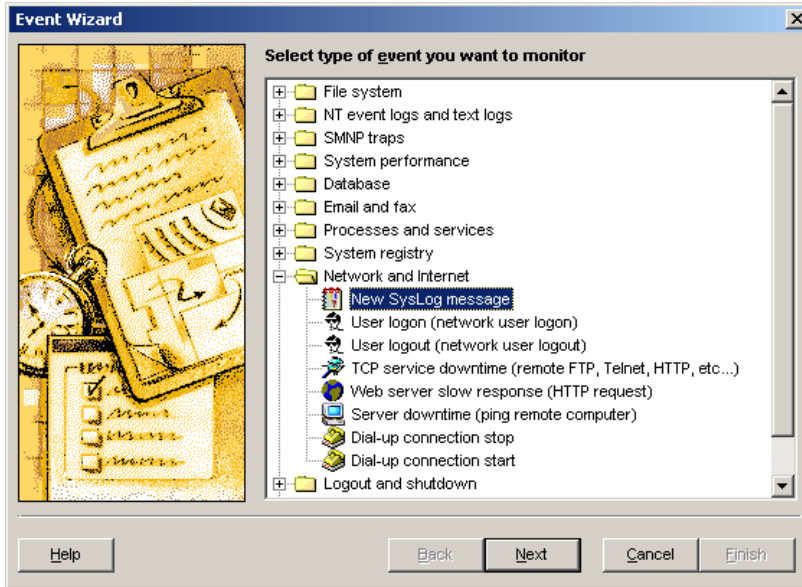 Event Wizard
Select type of event you want to monitor
File system
NT event logs and text logs
SMNP traps
System performance
Database
Email and fax
Processes and services
System registry
Network and Internet
New SysLog message
User logon (network user logon)
User logout (network user logout)
TCP service downtime (remote FTP, Telnet, HTTP, etc...)
Web server slow response (HTTP request)
Server downtime (ping remote computer)
Dial-up connection stop
Dial-up connection start
Logout and shutdown
Help Back Next Cancel Finish